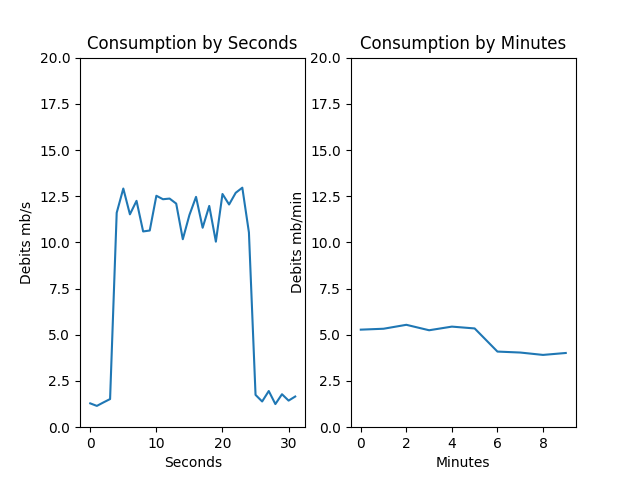 Consumption by Seconds
20.0
17.5
15.0
12.5
10.0
7.5
5.0
2.5
0.0
Debits mb/s
0 10 20 30
Seconds
Consumption by Minutes
20.0
17.5
15.0
12.5
10.0
7.5
5.0
2.5
0.0
Debits mb/min
0 2 4 6 8
Minutes